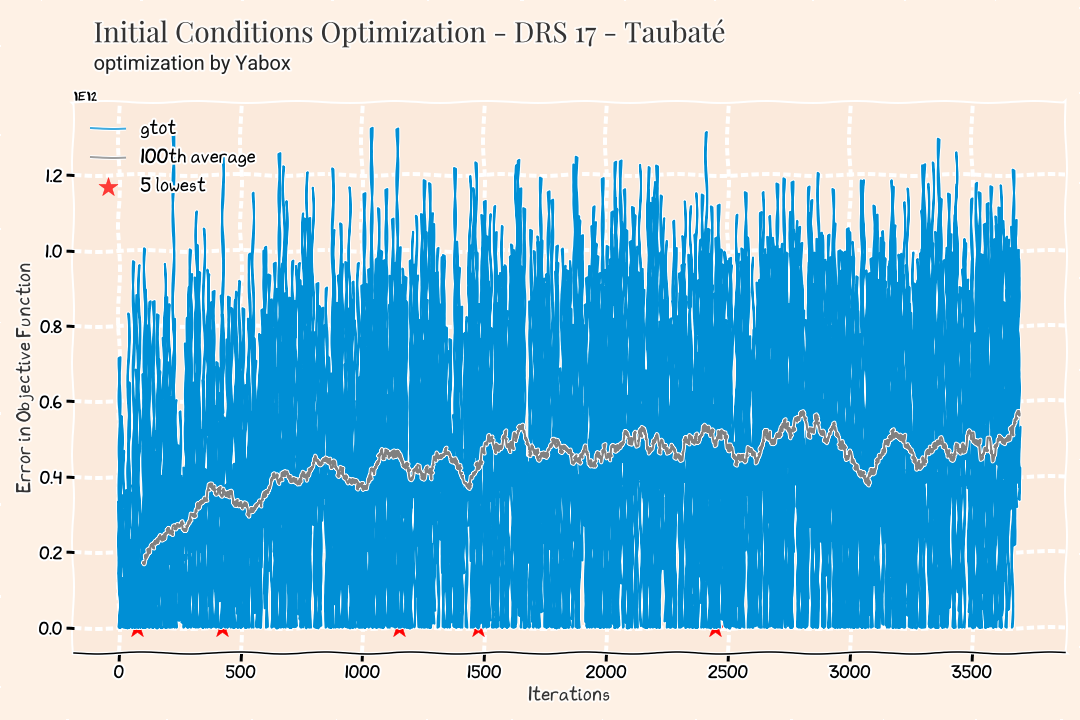 Initial Conditions Optimization - DRS 17 - Taubaté
optimization by Yabox
1E12
gtot
100th average
5 lowest
1.2
1.0
0.8
0.6
0.4
0.2
0.0
Error in Objective Function
0 500 1000 1500 2000 2500 3000 3500
Iterations